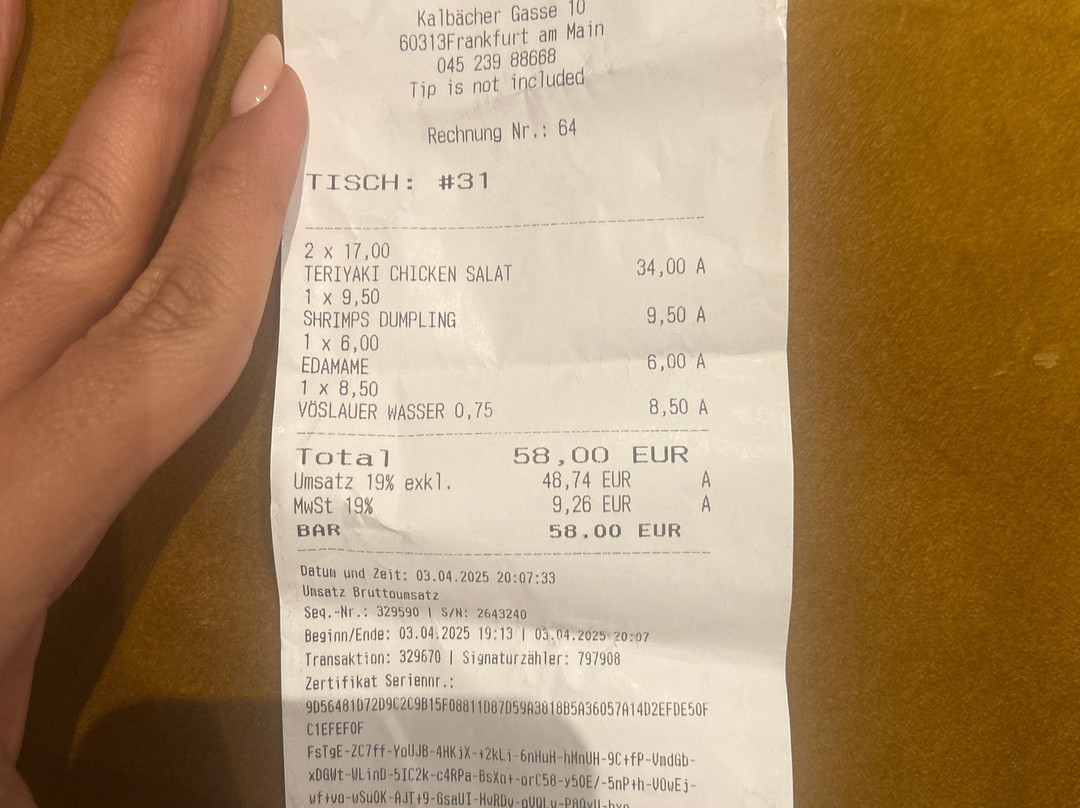 Kalbächer Gasse 10
60313Frankfurt am Main
045 239 88668
Tip is not included
Rechnung Nr.: 64
TISCH: #31
2 x 17,00
TERIYAKI CHICKEN SALAT 34,00 A
1 x 9,50
SHRIMPS DUMPLING 9,50 A
1 x 6,00
EDAMAME 6,00 A
1 x 8,50
VÖSLAUER WASSER 0,75 8,50 A
Total 58,00 EUR
Umsatz 19% exkl. 48,74 EUR A
MwSt 19% 9,26 EUR A
BAR 58.00 EUR
Datum und Zeit: 03.04.2025 20:07:33
Umsatz Bruttoumsatz
Seq.-Nr.: 329590 | S/N: 2643240
Beginn/Ende: 03.04.2025 19:13 | 03.04.2025 20:07
Transaktion: 329670 | Signaturzähler: 797908
Zertifikat Seriennr.:
9D56481D72D9C2C9B15F08811D87D59A3818B5A36057A14D2EFDE50F
C1EFEF0F